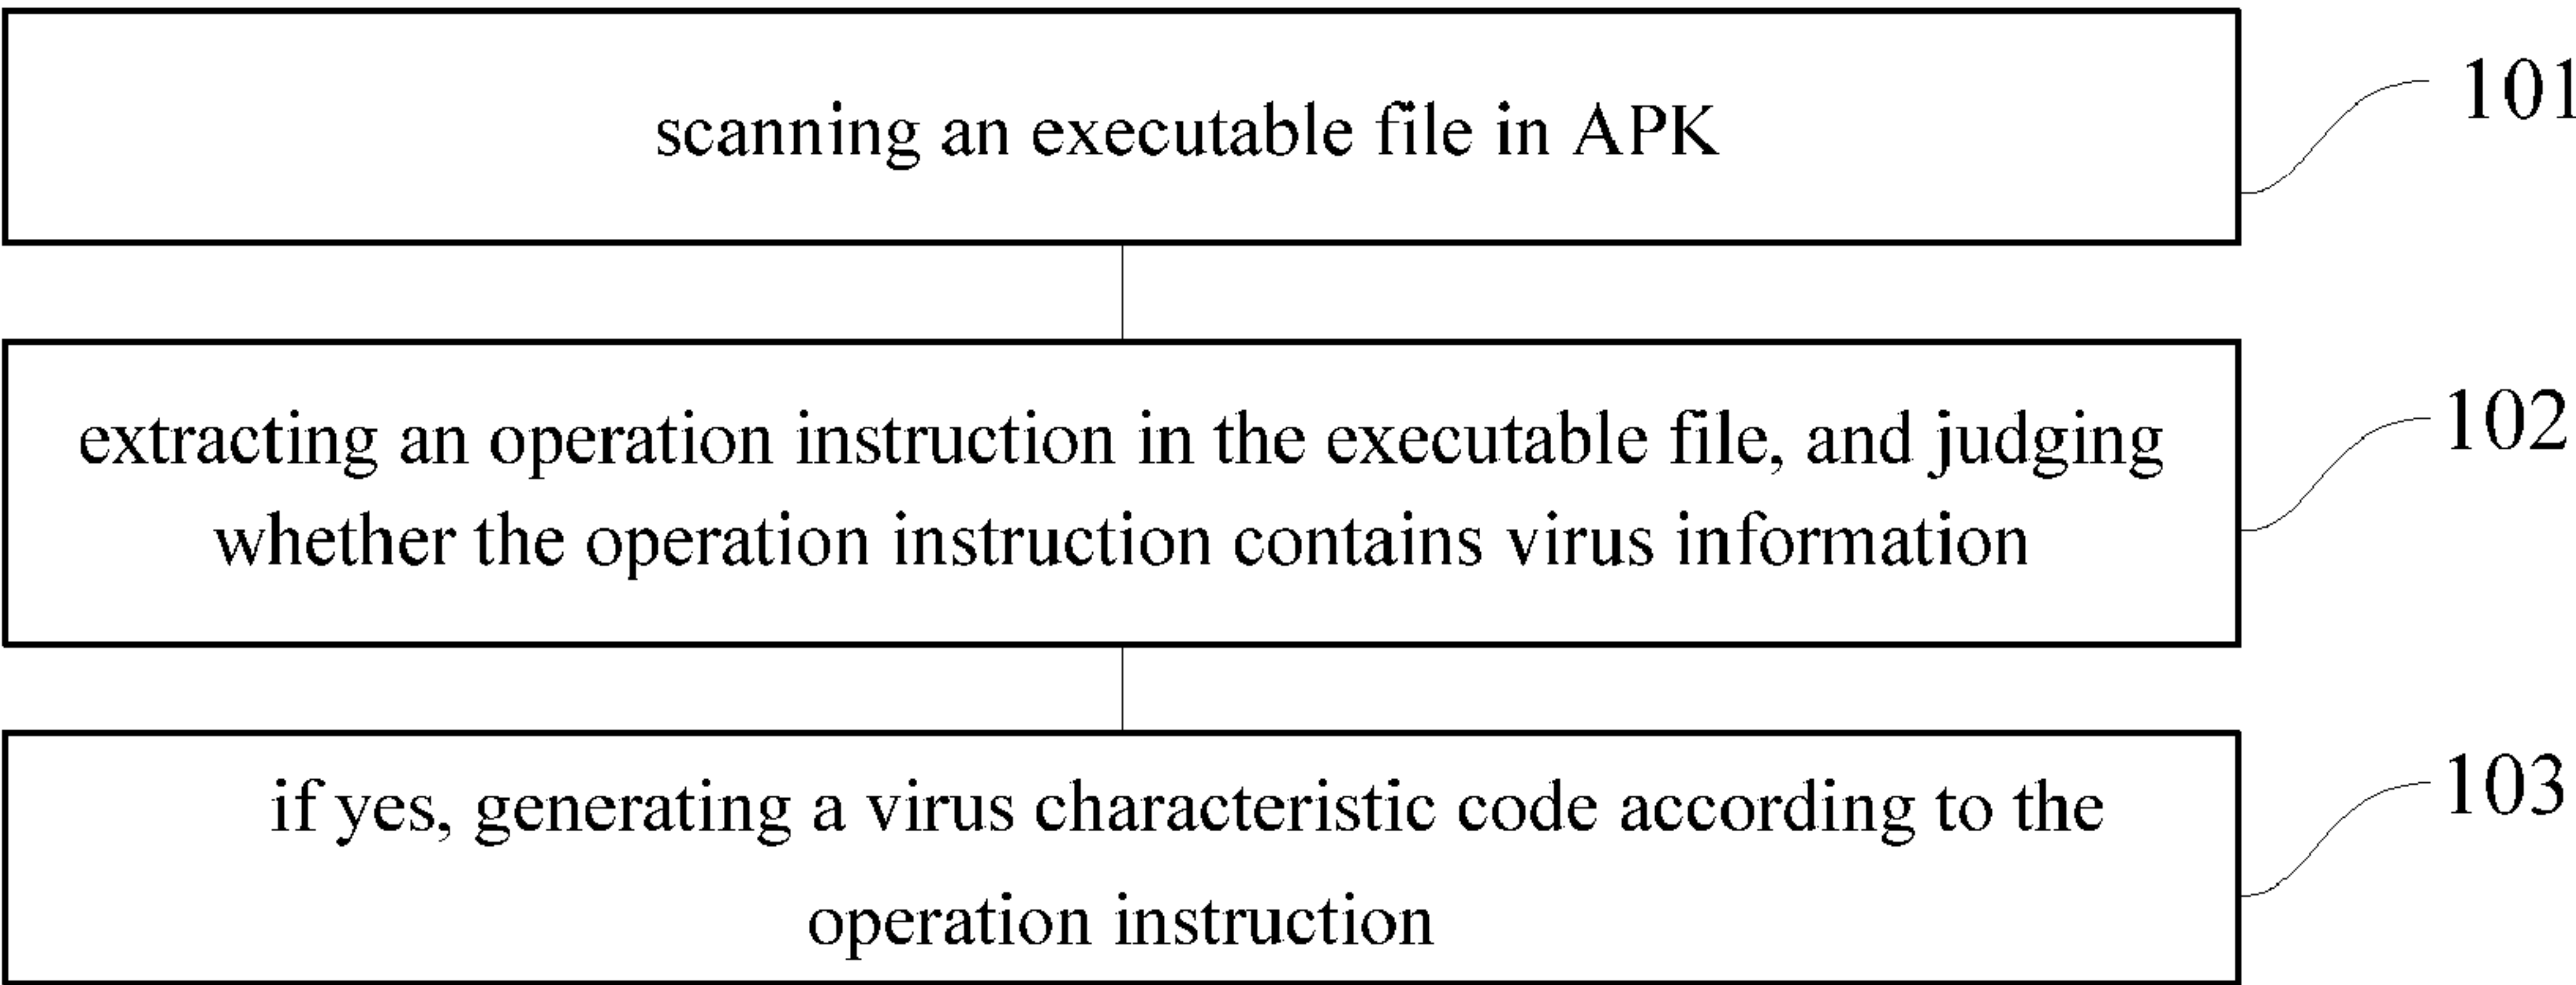 scanning an executable file in APK
101
extracting an operation instruction in the executable file, and judging
whether the operation instruction contains virus information
102
if yes, generating a virus characteristic code according to the
operation instruction
103